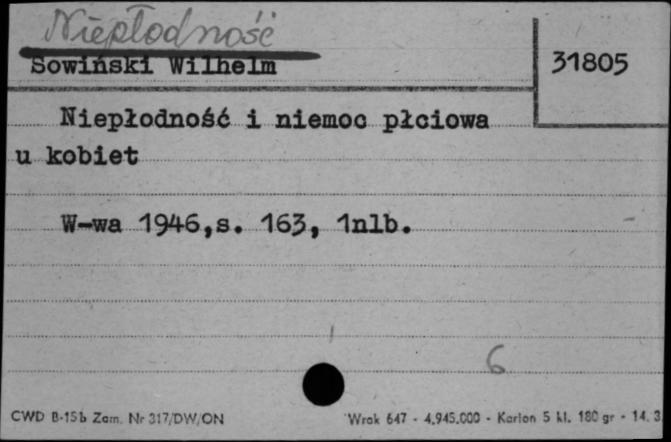 Niepłodność
Sowiński Wilhelm
31805
Niepłodność i niemoc płciowa
u kobiet
W-wa 1946,s. 163, 1nlb.
6
CWD B-15b Zam. Nr 317/DW/ON
Wrok 647 - 4.945.000 - Karton 5 kl. 180 gr - 14. 3